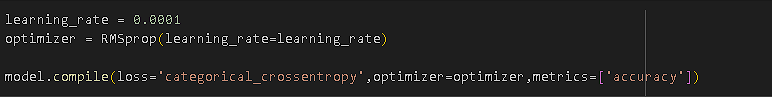 learning_rate = 0.0001
optimizer = RMSprop(learning_rate=learning_rate)
model.compile(loss='categorical_crossentropy',optimizer=optimizer,metrics=['accuracy'])